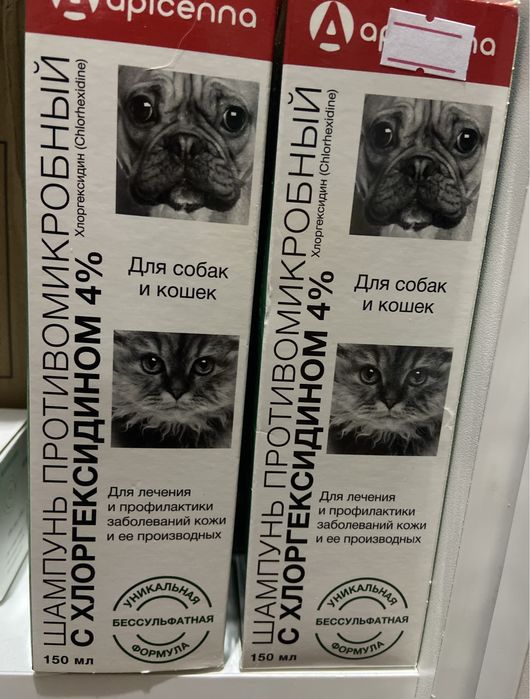 apicenna
ШАМПУНЬ ПРОТИВОМИКРОБНЫЙ
С ХЛОРГЕКСИДИНОМ 4%
Хлоргексидин (Chlorhexidine)
Для собак
и кошек
Для лечения
и профилактики
заболеваний кожи
и ее производных
УНИКАЛЬНАЯ
БЕССУЛЬФАТНАЯ
ФОРМУЛА
150 мл
ap
nna
ШАМПУНЬ ПРОТИВОМИКРОБНЫЙ
С ХЛОРГЕКСИДИНОМ 4%
Хлоргексидин (Chlorhexidine)
Для собак
и кошек
Для лечения
и профилактики
заболеваний кожи
и ее производных
УНИКАЛЬНАЯ
БЕССУЛЬФАТНАЯ
ФОРМУЛА
150 мл